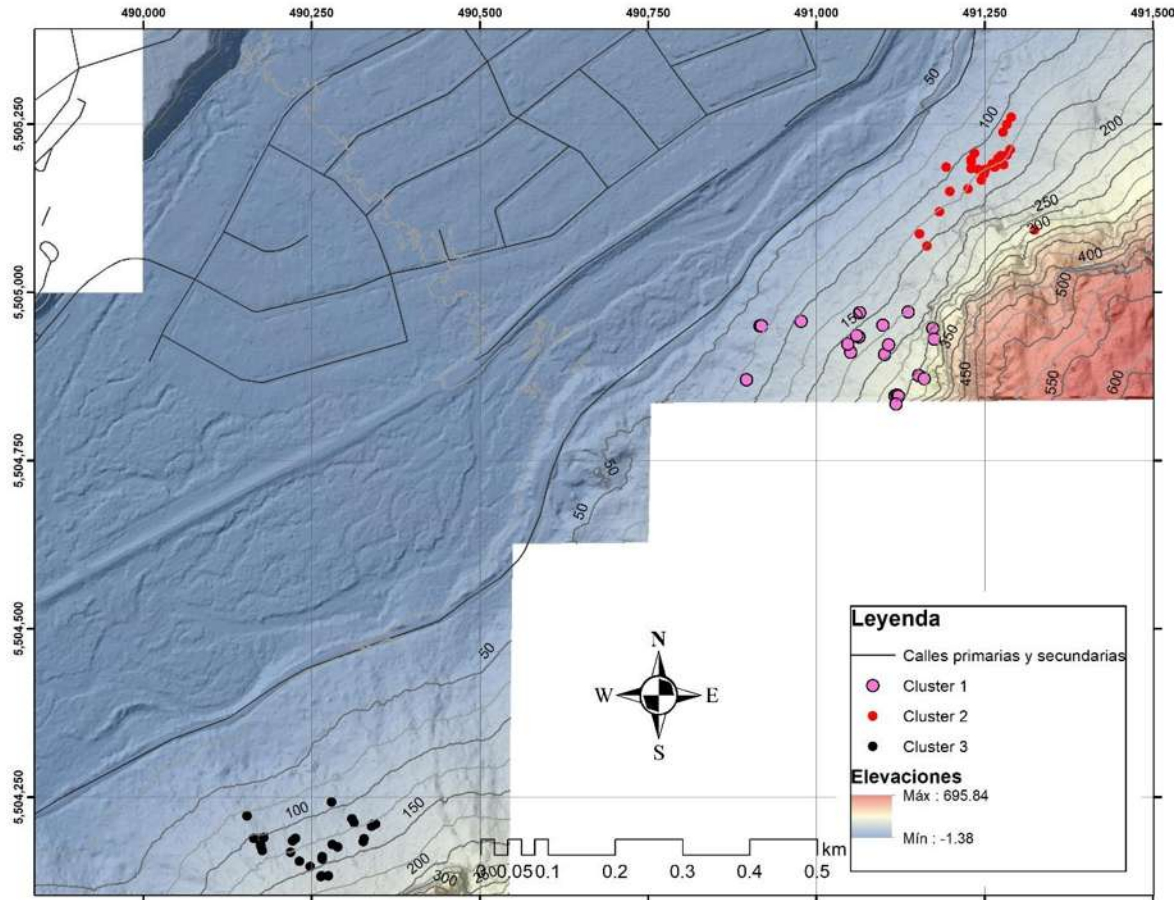 490,000 490,250 490,500 490,750 491,000 491,250 491,500
5,505,250
5,505,000
5,504,750
5,504,500
5,504,250
50
100
200
250
300
400
500
150
350
450
550
600
50
50
50
100
150
200
300
N
W E
S
Leyenda
Calles primarias y secundarias
Cluster 1
Cluster 2
Cluster 3
Elevaciones
Máx : 695.84
Mín : -1.38
km
0 0.05 0.1 0.2 0.3 0.4 0.5